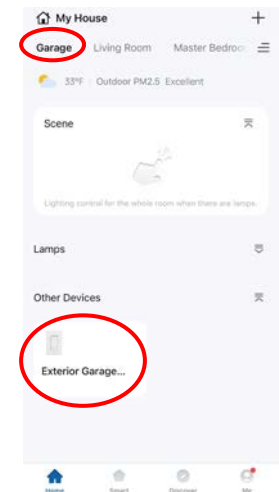 My House
Garage Living Room Master Bedroo
33°F Outdoor PM2.5 Excellent
Scene
Lighting control for the whole room when there are lamps.
Lamps
Other Devices
Exterior Garage...
Home Smart Discover Me